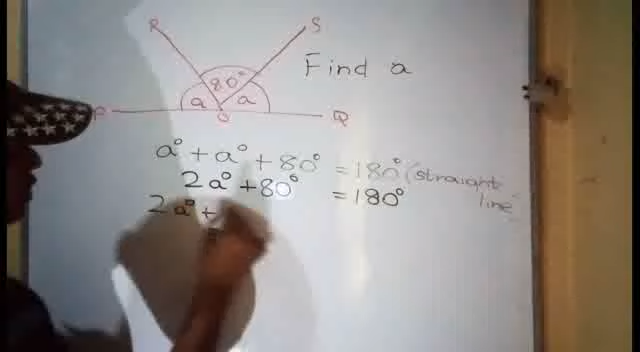 R S
80°
a a
P O Q
Find a
a° + a° + 80° = 180° (straight line)
2a° + 80° = 180°
2a° +